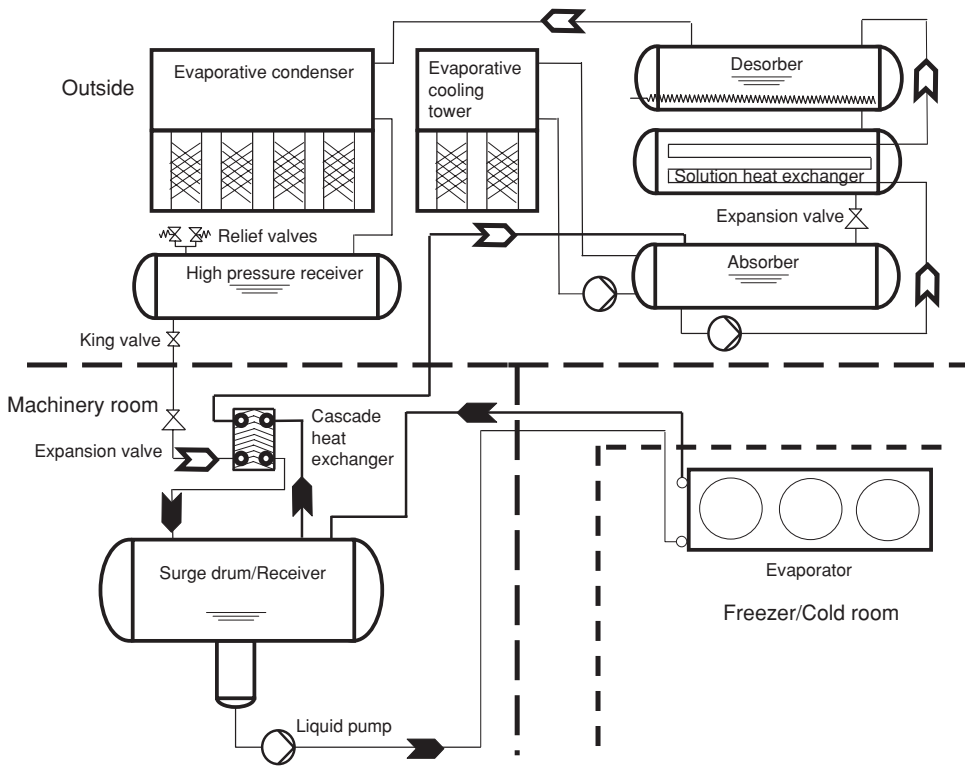 Outside
Evaporative condenser
Evaporative
cooling
tower
Desorber
Solution heat exchanger
Expansion valve
Relief valves
High pressure receiver
Absorber
King valve
Machinery room
Expansion valve
Cascade
heat
exchanger
Surge drum/Receiver
Evaporator
Freezer/Cold room
Liquid pump